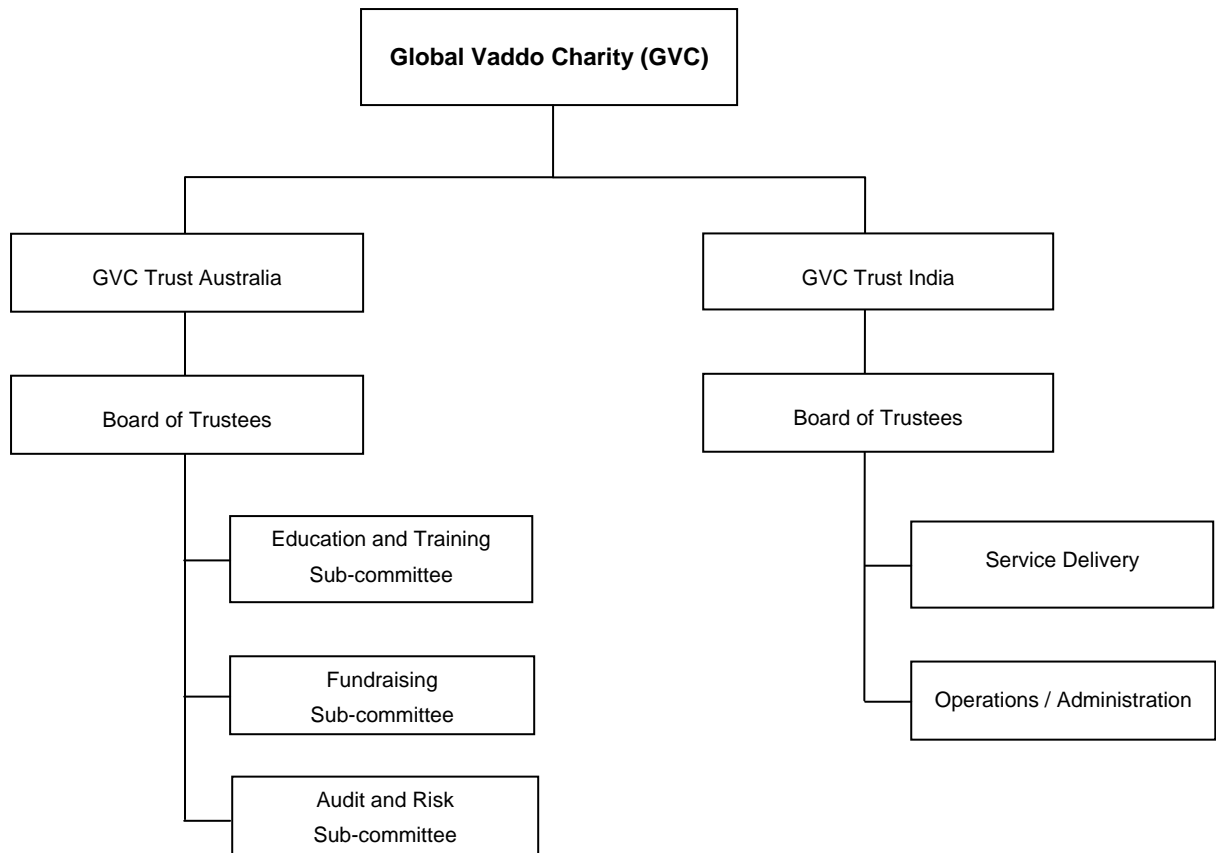 Global Vaddo Charity (GVC)
GVC Trust Australia
GVC Trust India
Board of Trustees
Board of Trustees
Education and Training
Sub-committee
Service Delivery
Fundraising
Sub-committee
Operations / Administration
Audit and Risk
Sub-committee